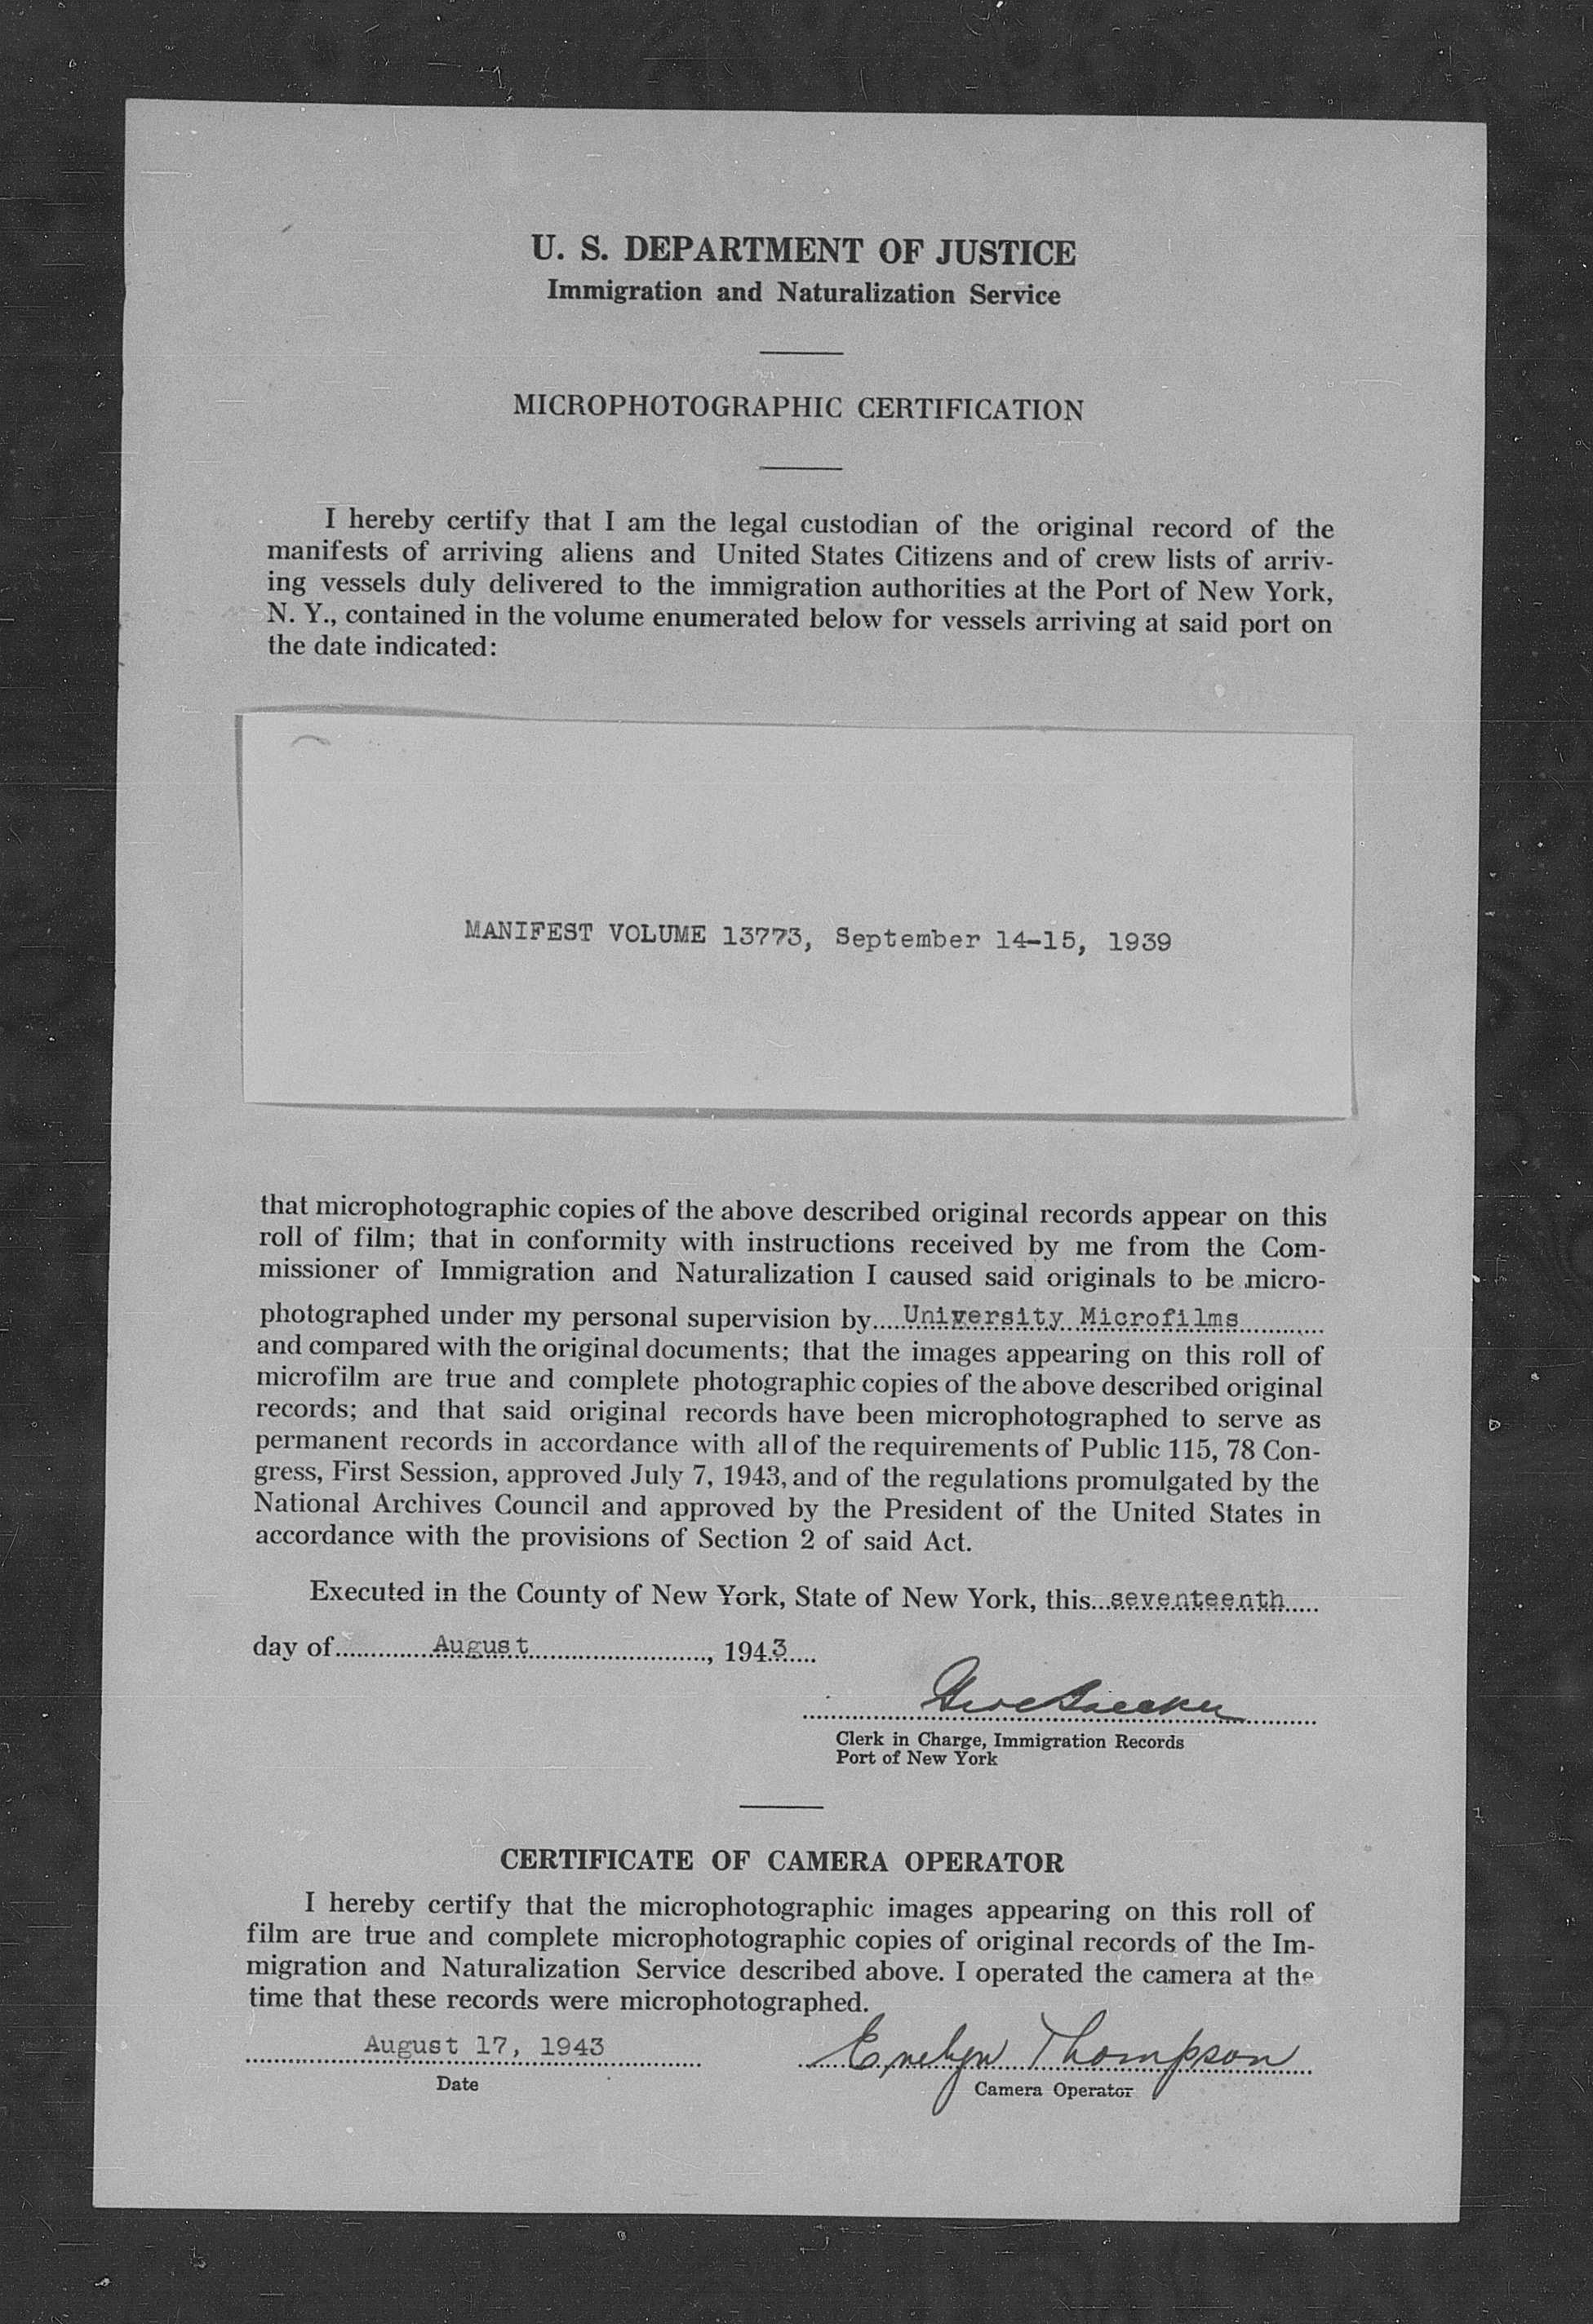 U. S. DEPARTMENT OF JUSTICE
Immigration and Naturalization Service
MICROPHOTOGRAPHIC CERTIFICATION
I hereby certify that I am the legal custodian of the original record of the
manifests of arriving aliens and United States Citizens and of crew lists of arriv-
ing vessels duly delivered to the immigration authorities at the Port of New York,
N. Y., contained in the volume enumerated below for vessels arriving at said port on
the date indicated:
MANIFEST VOLUME 13773, September 14-15, 1939
that microphotographic copies of the above described original records appear on this
roll of film; that in conformity with instructions received by me from the Com-
missioner of Immigration and Naturalization I caused said originals to be micro-
photographed under my personal supervision by University Microfilms
and compared with the original documents; that the images appearing on this roll of
microfilm are true and complete photographic copies of the above described original
records; and that said original records have been microphotographed to serve as
permanent records in accordance with all of the requirements of Public 115, 78 Con-
gress, First Session, approved July 7, 1943, and of the regulations promulgated by the
National Archives Council and approved by the President of the United States in
accordance with the provisions of Section 2 of said Act.
Executed in the County of New York, State of New York, this seventeenth
day of August, 1943
Clerk in Charge, Immigration Records
Port of New York
CERTIFICATE OF CAMERA OPERATOR
I hereby certify that the microphotographic images appearing on this roll of
film are true and complete microphotographic copies of original records of the Im-
migration and Naturalization Service described above. I operated the camera at the
time that these records were microphotographed.
August 17, 1943 Evelyn Thompson
Date Camera Operator